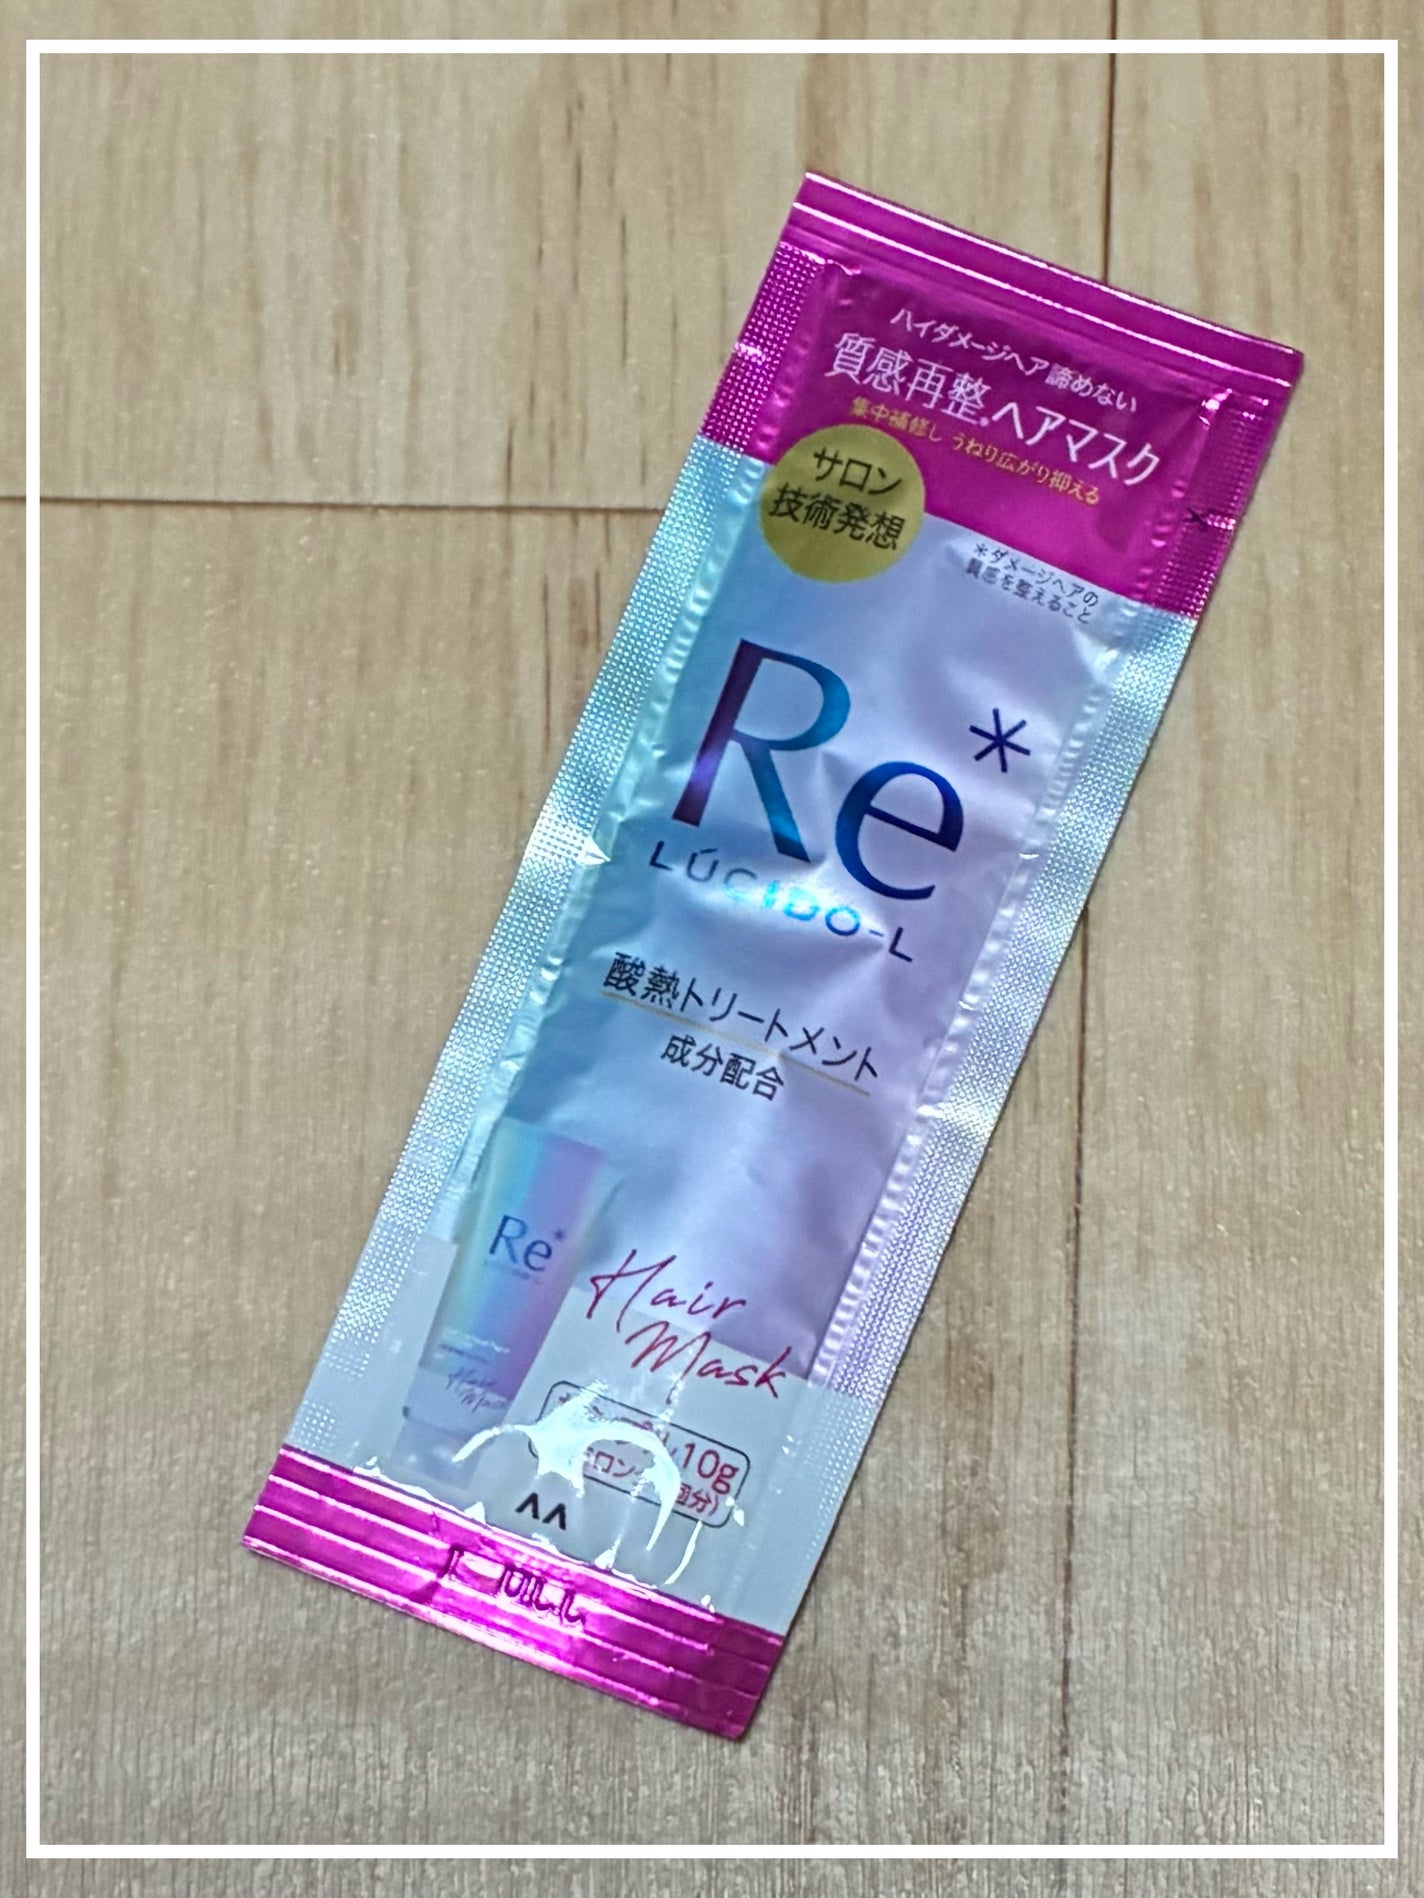 ハイダメージヘア諦めない
質感再整*ヘアマスク
集中補修し うねり広がり抑える
サロン
技術発想
*ダメージヘアの
質感を整えること
Re*
LÚCIDO-L
酸熱トリートメント
成分配合
Re*
Hair
Mask
Hair
Mask
10g
回分)